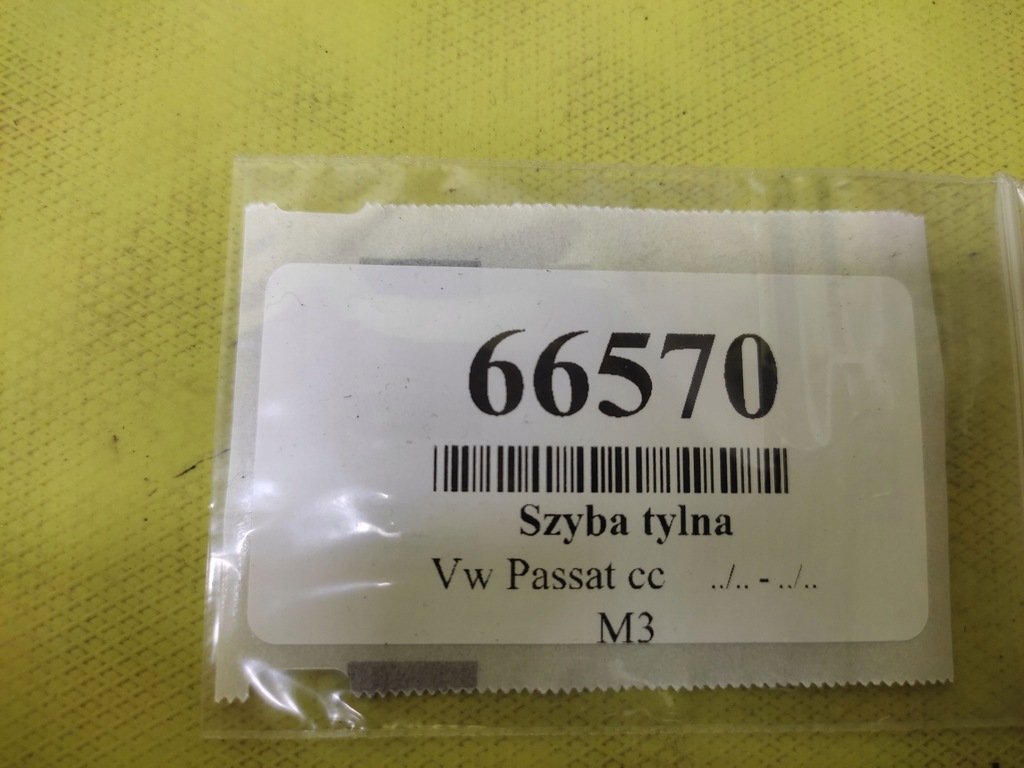 66570
Szyba tylna
Vw Passat cc ../.. - ../..
M3